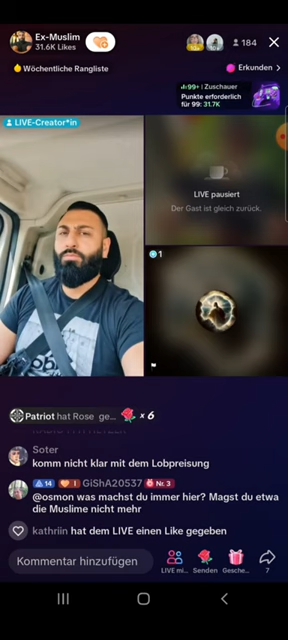 Ex-Muslim
31.6K Likes
184
Wöchentliche Rangliste
Erkunden >
99+ | Zuschauer
Punkte erforderlich
für 99: 31.7K
LIVE-Creator*in
LIVE pausiert
Der Gast ist gleich zurück.
1
Patriot hat Rose ge... x 6
Soter
komm nicht klar mit dem Lobpreisung
14 1 GiShA20537 Nr. 3
@osmon was machst du immer hier? Magst du etwa
die Muslime nicht mehr
kathriin hat dem LIVE einen Like gegeben
Kommentar hinzufügen
LIVE mi... Senden Gesche... 7